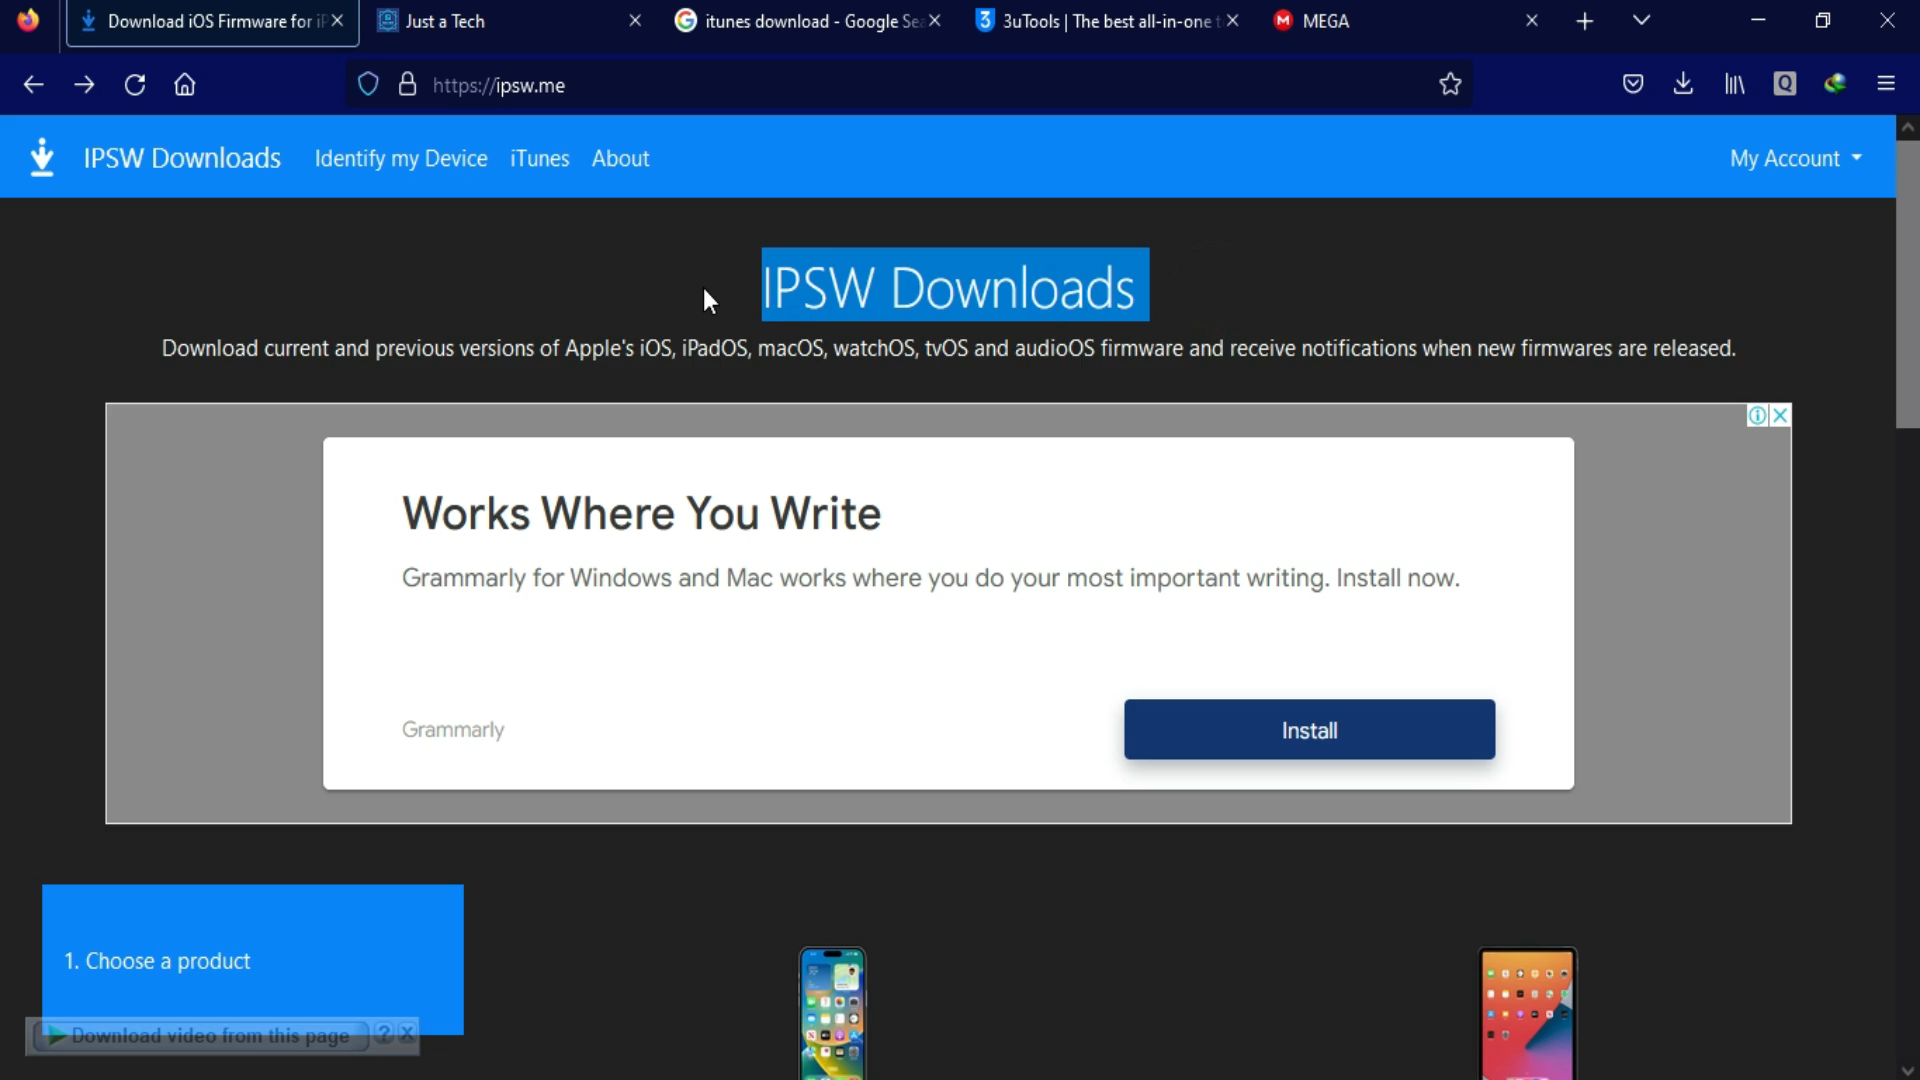 Download iOS Firmware for iP
Just a Tech
itunes download - Google Sea
3uTools | The best all-in-one t
MEGA
https://ipsw.me
IPSW Downloads
Identify my Device
iTunes
About
My Account
IPSW Downloads
Download current and previous versions of Apple's iOS, iPadOS, macOS, watchOS, tvOS and audioOS firmware and receive notifications when new firmwares are released.
Works Where You Write
Grammarly for Windows and Mac works where you do your most important writing. Install now.
Grammarly
Install
1. Choose a product
Download video from this page